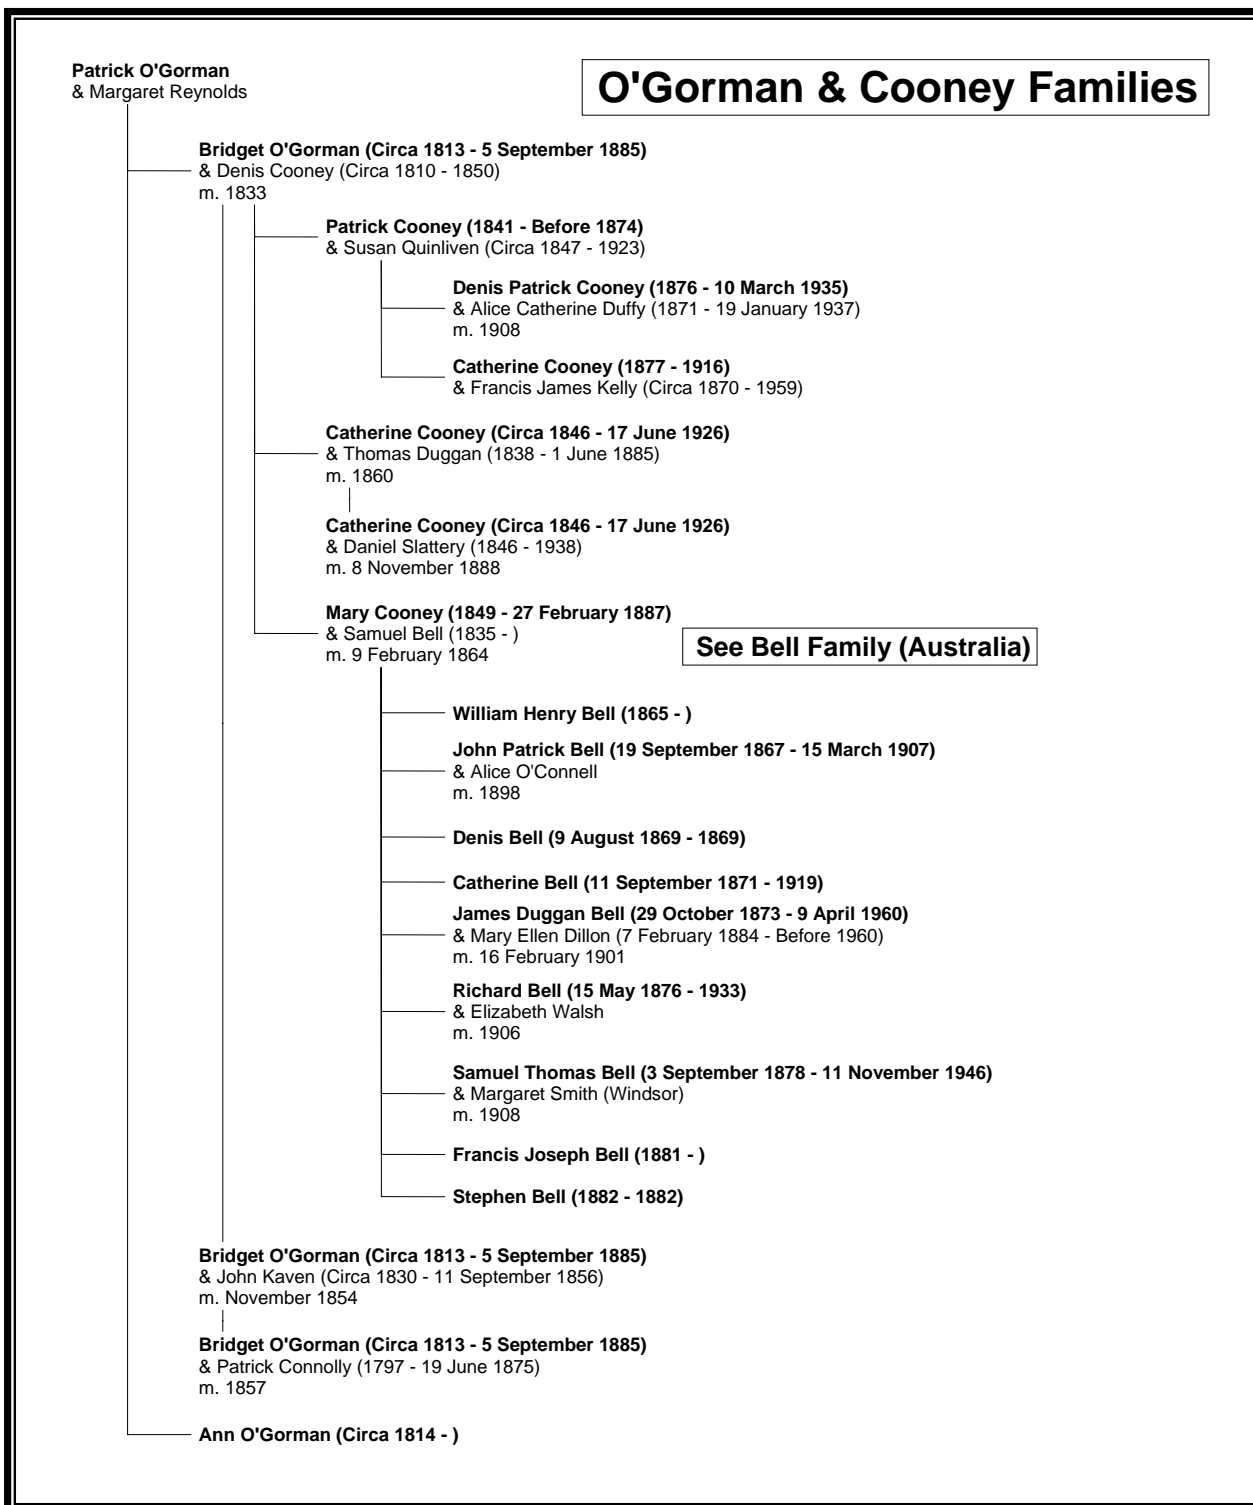 Patrick O'Gorman
& Margaret Reynolds
O'Gorman & Cooney Families
Bridget O'Gorman (Circa 1813 - 5 September 1885)
& Denis Cooney (Circa 1810 - 1850)
m. 1833
Patrick Cooney (1841 - Before 1874)
& Susan Quinliven (Circa 1847 - 1923)
Denis Patrick Cooney (1876 - 10 March 1935)
& Alice Catherine Duffy (1871 - 19 January 1937)
m. 1908
Catherine Cooney (1877 - 1916)
& Francis James Kelly (Circa 1870 - 1959)
Catherine Cooney (Circa 1846 - 17 June 1926)
& Thomas Duggan (1838 - 1 June 1885)
m. 1860
Catherine Cooney (Circa 1846 - 17 June 1926)
& Daniel Slattery (1846 - 1938)
m. 8 November 1888
Mary Cooney (1849 - 27 February 1887)
& Samuel Bell (1835 - )
m. 9 February 1864
See Bell Family (Australia)
William Henry Bell (1865 - )
John Patrick Bell (19 September 1867 - 15 March 1907)
& Alice O'Connell
m. 1898
Denis Bell (9 August 1869 - 1869)
Catherine Bell (11 September 1871 - 1919)
James Duggan Bell (29 October 1873 - 9 April 1960)
& Mary Ellen Dillon (7 February 1884 - Before 1960)
m. 16 February 1901
Richard Bell (15 May 1876 - 1933)
& Elizabeth Walsh
m. 1906
Samuel Thomas Bell (3 September 1878 - 11 November 1946)
& Margaret Smith (Windsor)
m. 1908
Francis Joseph Bell (1881 - )
Stephen Bell (1882 - 1882)
Bridget O'Gorman (Circa 1813 - 5 September 1885)
& John Kaven (Circa 1830 - 11 September 1856)
m. November 1854
Bridget O'Gorman (Circa 1813 - 5 September 1885)
& Patrick Connolly (1797 - 19 June 1875)
m. 1857
Ann O'Gorman (Circa 1814 - )